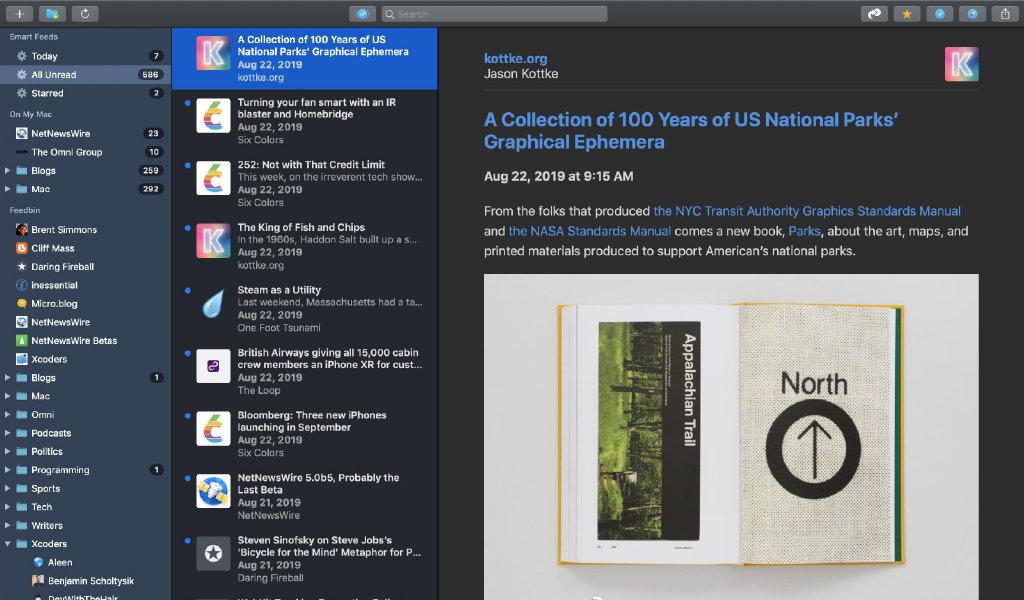 Search
Smart Feeds
Today 7
All Unread 586
Starred 2
On My Mac
NetNewsWire 23
The Omni Group 10
Blogs 259
Mac 292
Feedbin
Brent Simmons
Cliff Mass
Daring Fireball
inessential
Micro.blog
NetNewsWire
NetNewsWire Betas
Xcoders
Blogs 1
Mac
Omni
Podcasts
Politics
Programming 1
Sports
Tech
Writers
Xcoders
Aleen
Benjamin Scholtysik
DevWithTheHair
A Collection of 100 Years of US
National Parks’ Graphical Ephemera
Aug 22, 2019
kottke.org
Turning your fan smart with an IR
blaster and Homebridge
Aug 22, 2019
Six Colors
252: Not with That Credit Limit
This week, on the irreverent tech show...
Aug 22, 2019
Six Colors
The King of Fish and Chips
In the 1960s, Haddon Salt built up a s...
Aug 22, 2019
kottke.org
Steam as a Utility
Last weekend, Massachusetts had a ta...
Aug 22, 2019
One Foot Tsunami
British Airways giving all 15,000 cabin
crew members an iPhone XR for cust...
Aug 22, 2019
The Loop
Bloomberg: Three new iPhones
launching in September
Aug 22, 2019
Six Colors
NetNewsWire 5.0b5, Probably the
Last Beta
Aug 21, 2019
NetNewsWire
Steven Sinofsky on Steve Jobs’s
‘Bicycle for the Mind’ Metaphor for P...
Aug 21, 2019
Daring Fireball
kottke.org
Jason Kottke
K
A Collection of 100 Years of US National Parks’
Graphical Ephemera
Aug 22, 2019 at 9:15 AM
From the folks that produced the NYC Transit Authority Graphics Standards Manual
and the NASA Standards Manual comes a new book, Parks, about the art, maps, and
printed materials produced to support American’s national parks.
Appalachian Trail
North